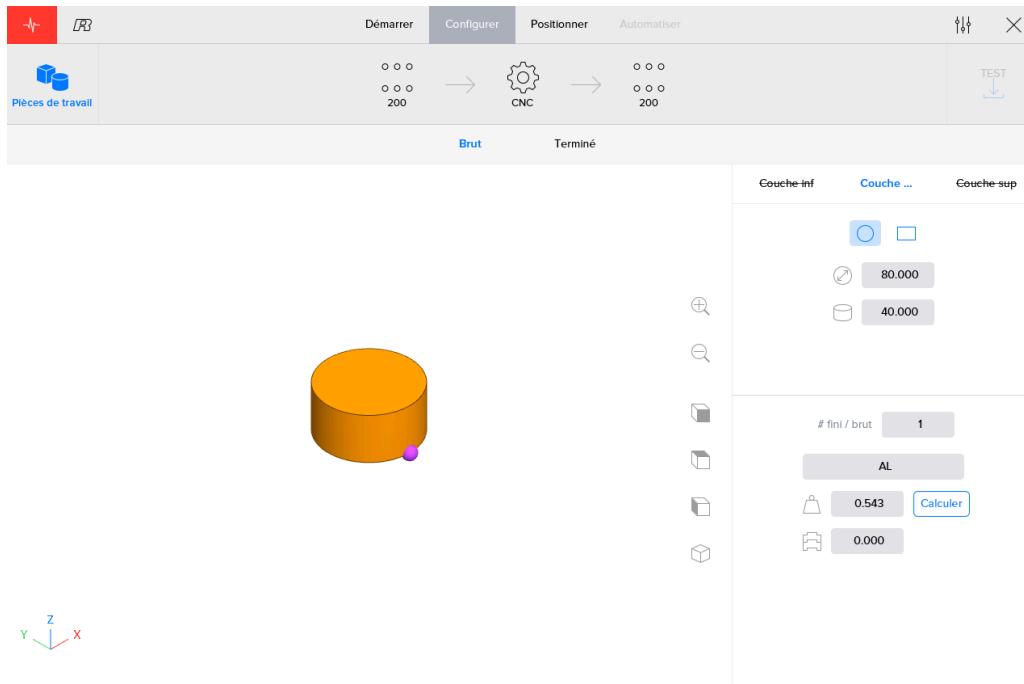 Démarrer
Configurer
Positionner
Automatiser
Pièces de travail
200
CNC
200
TEST
Brut
Terminé
Couche inf
Couche ...
Couche sup
80.000
40.000
# fini / brut
1
AL
0.543
Calculer
0.000
Z
Y
X